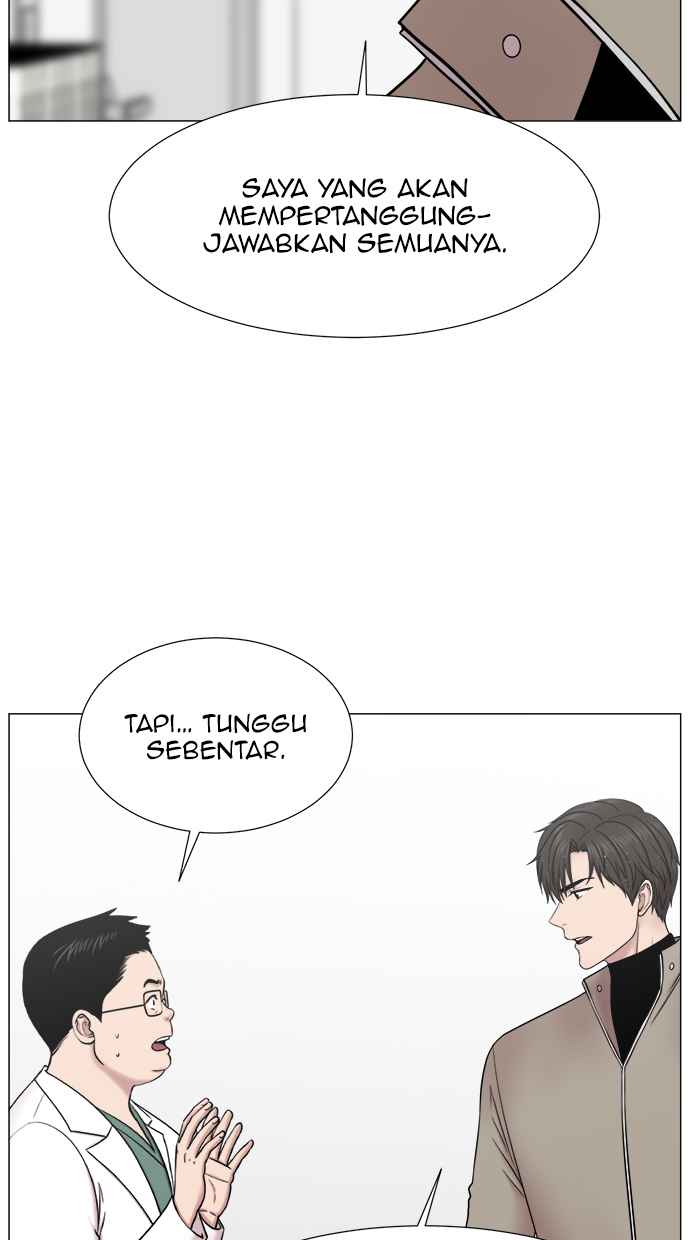 SAYA YANG AKAN
MEMPERTANGGUNG-
JAWABKAN SEMUANYA.
TAPI... TUNGGU
SEBENTAR.